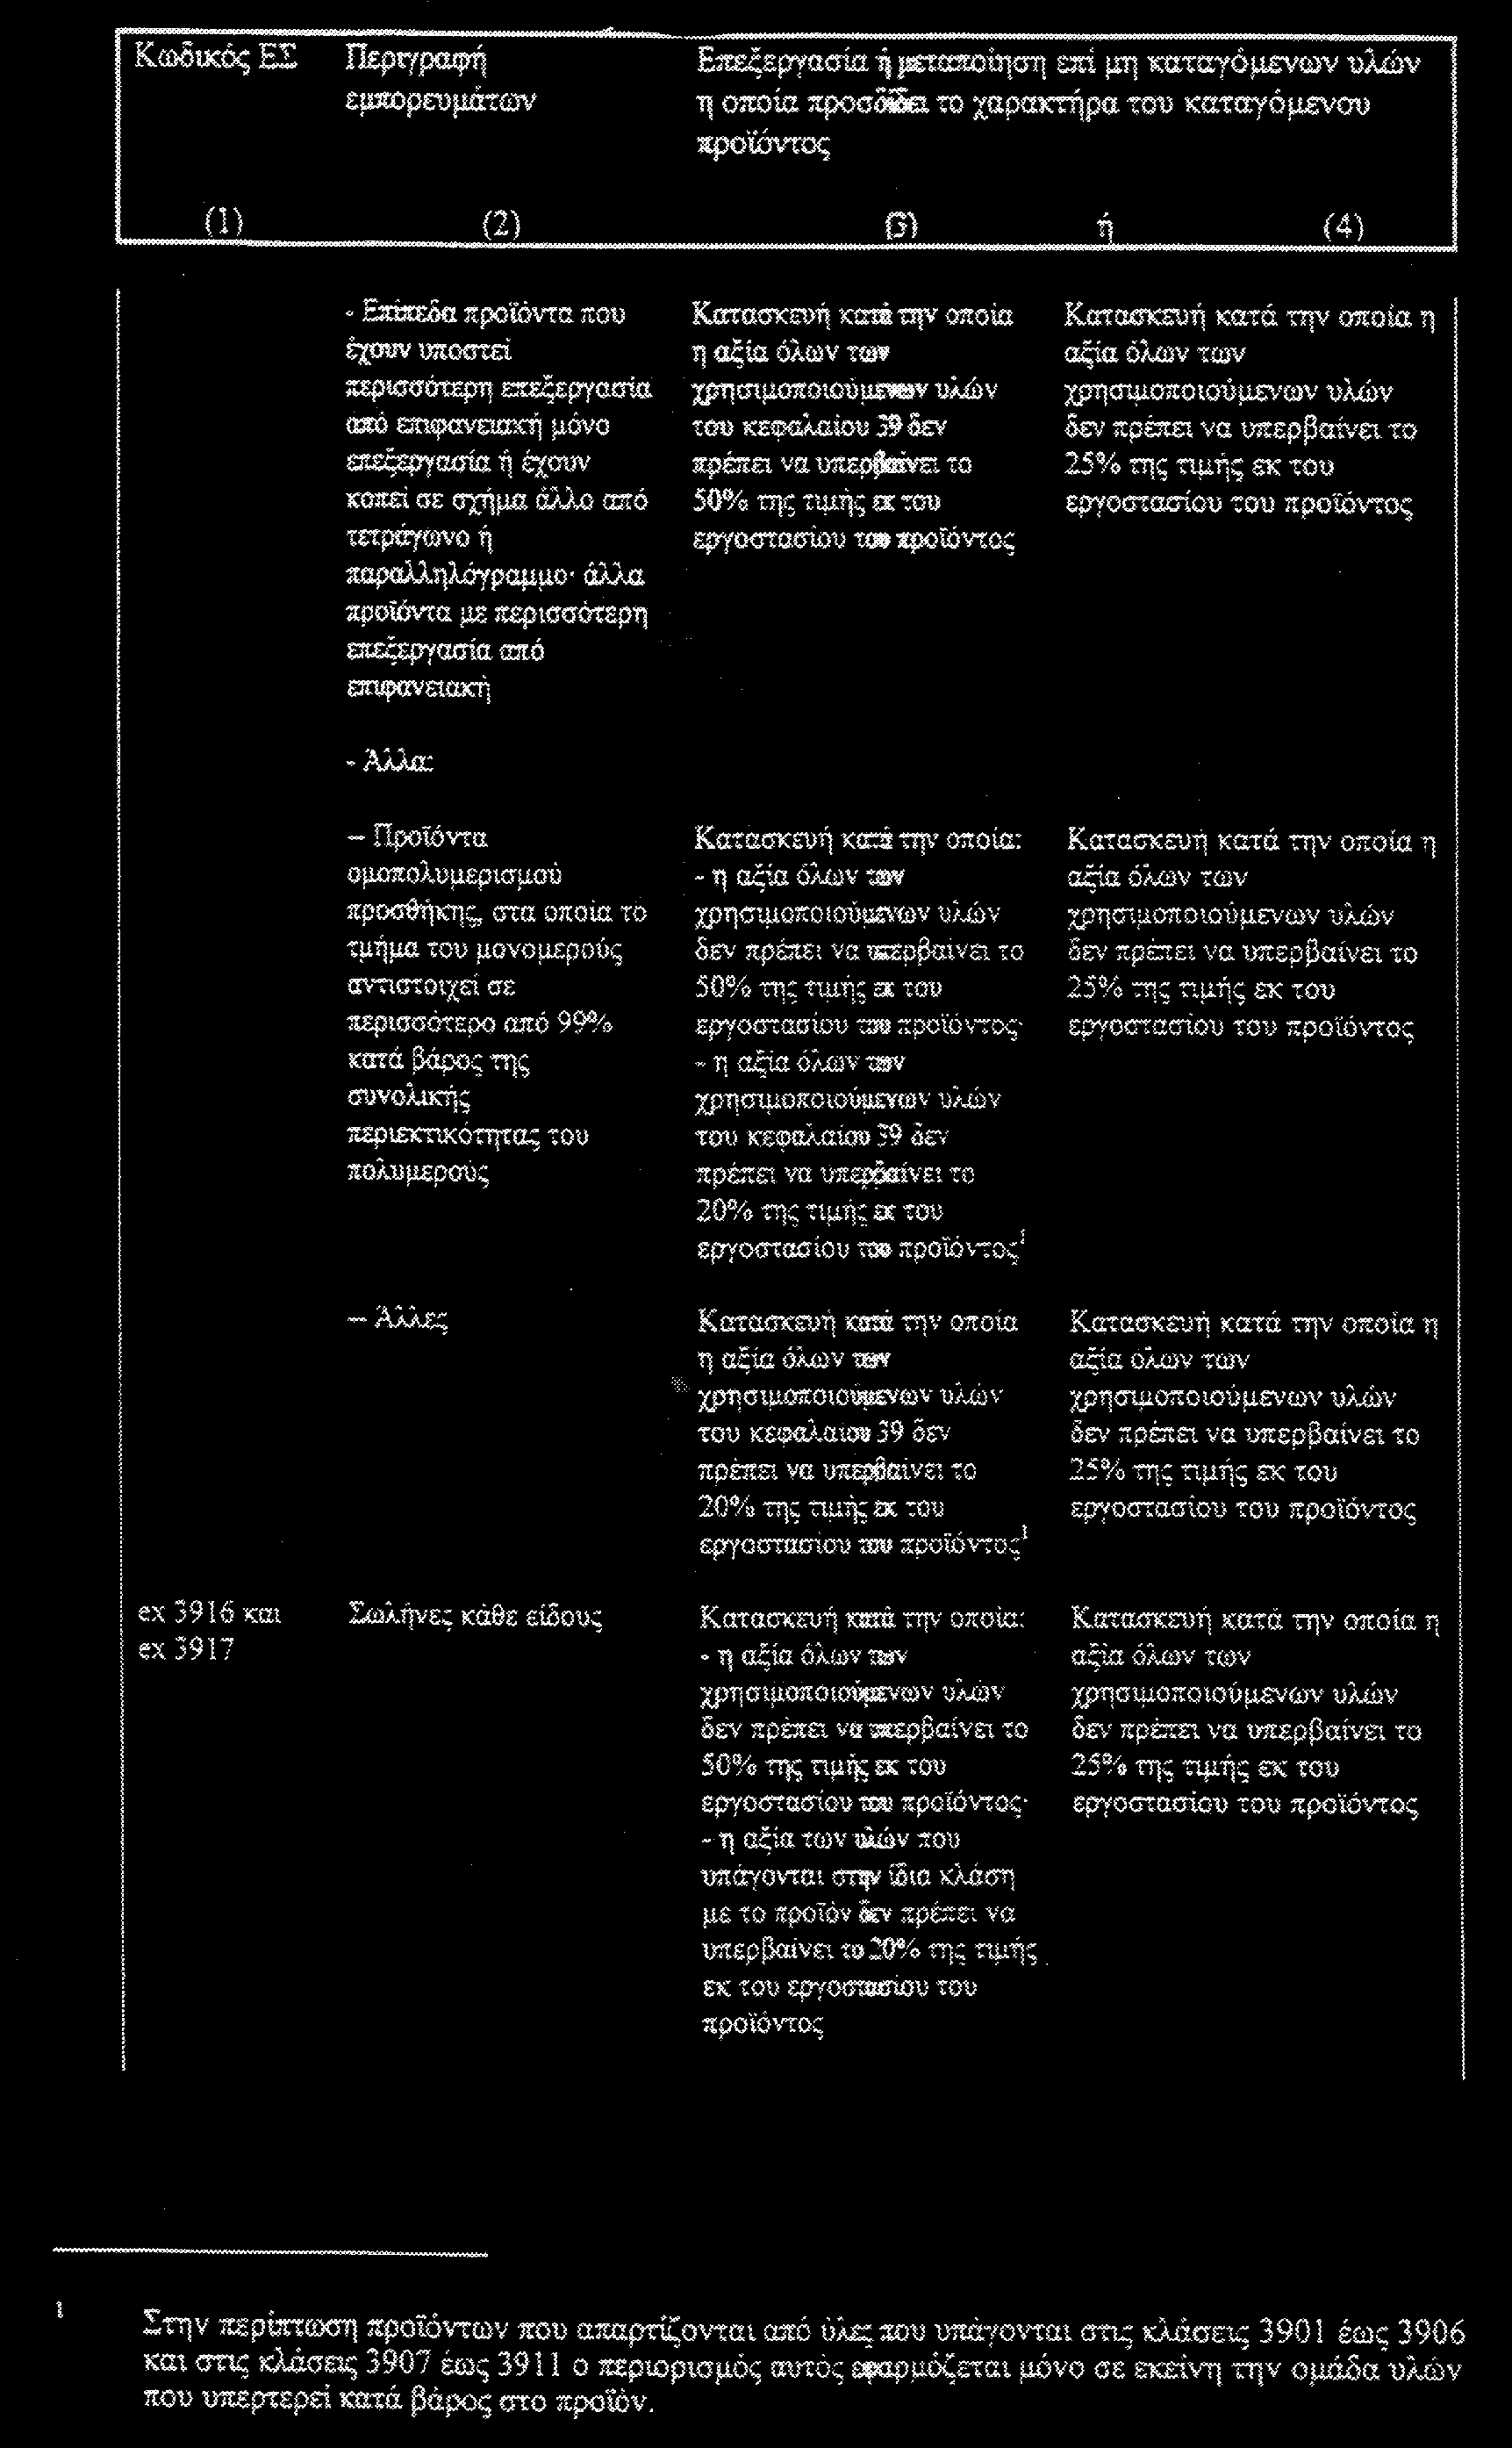 Κωδικός ΕΣ
Περιγραφή
εμπορευμάτων
Επεξεργασία ή μεταποίηση επί μη καταγόμενων υλών
η οποία προσδίδει το χαρακτήρα του καταγόμενου
προϊόντος
(1)
(2)
(3)
ή
(4)
- Επίπεδα προϊόντα που
έχουν υποστεί
περισσότερη επεξεργασία
από επιφανειακή μόνο
επεξεργασία ή έχουν
κοπεί σε σχήμα άλλο από
τετράγωνο ή
παραλληλόγραμμο· άλλα
προϊόντα με περισσότερη
επεξεργασία από
επιφανειακή
Κατασκευή κατά την οποία
η αξία όλων των
χρησιμοποιούμενων υλών
του κεφαλαίου 39 δεν
πρέπει να υπερβαίνει το
50% της τιμής εκ του
εργοστασίου του προϊόντος
Κατασκευή κατά την οποία η
αξία όλων των
χρησιμοποιούμενων υλών
δεν πρέπει να υπερβαίνει το
25% της τιμής εκ του
εργοστασίου του προϊόντος
- Άλλα:
-- Προϊόντα
ομοπολυμερισμού
προσθήκης, στα οποία το
τμήμα του μονομερούς
αντιστοιχεί σε
περισσότερο από 99%
κατά βάρος της
συνολικής
περιεκτικότητας του
πολυμερούς
Κατασκευή κατά την οποία:
- η αξία όλων των
χρησιμοποιούμενων υλών
δεν πρέπει να υπερβαίνει το
50% της τιμής εκ του
εργοστασίου του προϊόντος·
- η αξία όλων των
χρησιμοποιούμενων υλών
του κεφαλαίου 39 δεν
πρέπει να υπερβαίνει το
20% της τιμής εκ του
εργοστασίου του προϊόντος¹
Κατασκευή κατά την οποία η
αξία όλων των
χρησιμοποιούμενων υλών
δεν πρέπει να υπερβαίνει το
25% της τιμής εκ του
εργοστασίου του προϊόντος
-- Άλλες
Κατασκευή κατά την οποία
η αξία όλων των
χρησιμοποιούμενων υλών
του κεφαλαίου 39 δεν
πρέπει να υπερβαίνει το
20% της τιμής εκ του
εργοστασίου του προϊόντος¹
Κατασκευή κατά την οποία η
αξία όλων των
χρησιμοποιούμενων υλών
δεν πρέπει να υπερβαίνει το
25% της τιμής εκ του
εργοστασίου του προϊόντος
ex 3916 και
ex 3917
Σωλήνες κάθε είδους
Κατασκευή κατά την οποία:
- η αξία όλων των
χρησιμοποιούμενων υλών
δεν πρέπει να υπερβαίνει το
50% της τιμής εκ του
εργοστασίου του προϊόντος·
- η αξία των υλών που
υπάγονται στην ίδια κλάση
με το προϊόν δεν πρέπει να
υπερβαίνει το 20% της τιμής
εκ του εργοστασίου του
προϊόντος
Κατασκευή κατά την οποία η
αξία όλων των
χρησιμοποιούμενων υλών
δεν πρέπει να υπερβαίνει το
25% της τιμής εκ του
εργοστασίου του προϊόντος
1 Στην περίπτωση προϊόντων που απαρτίζονται από ύλες που υπάγονται στις κλάσεις 3901 έως 3906
και στις κλάσεις 3907 έως 3911 ο περιορισμός αυτός εφαρμόζεται μόνο σε εκείνη την ομάδα υλών
που υπερτερεί κατά βάρος στο προϊόν.